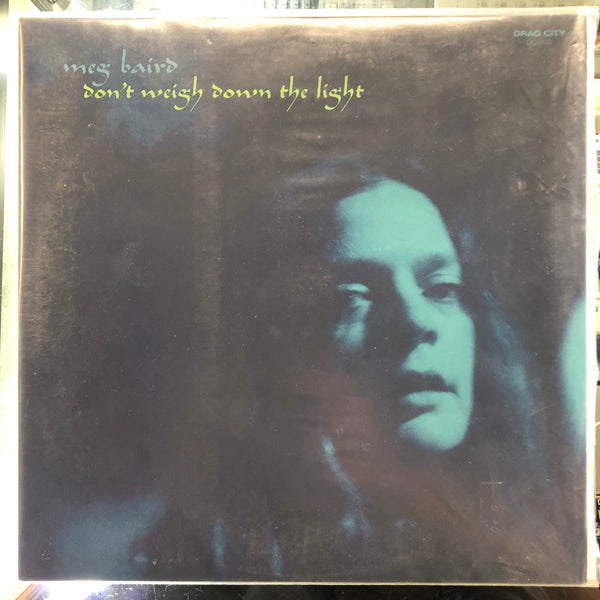 meg baird
don't weigh down the light
DRAG CITY